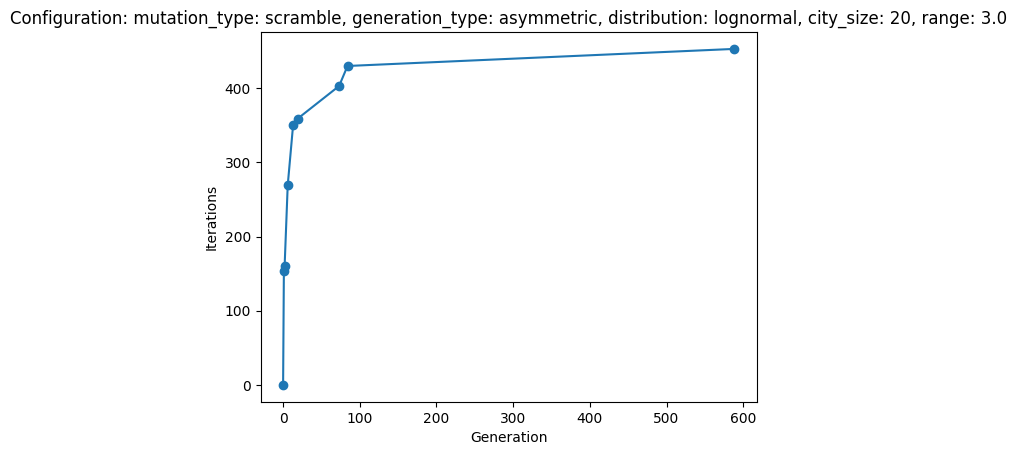 Configuration: mutation_type: scramble, generation_type: asymmetric, distribution: lognormal, city_size: 20, range: 3.0
400
300
200
100
0
Iterations
0 100 200 300 400 500 600
Generation